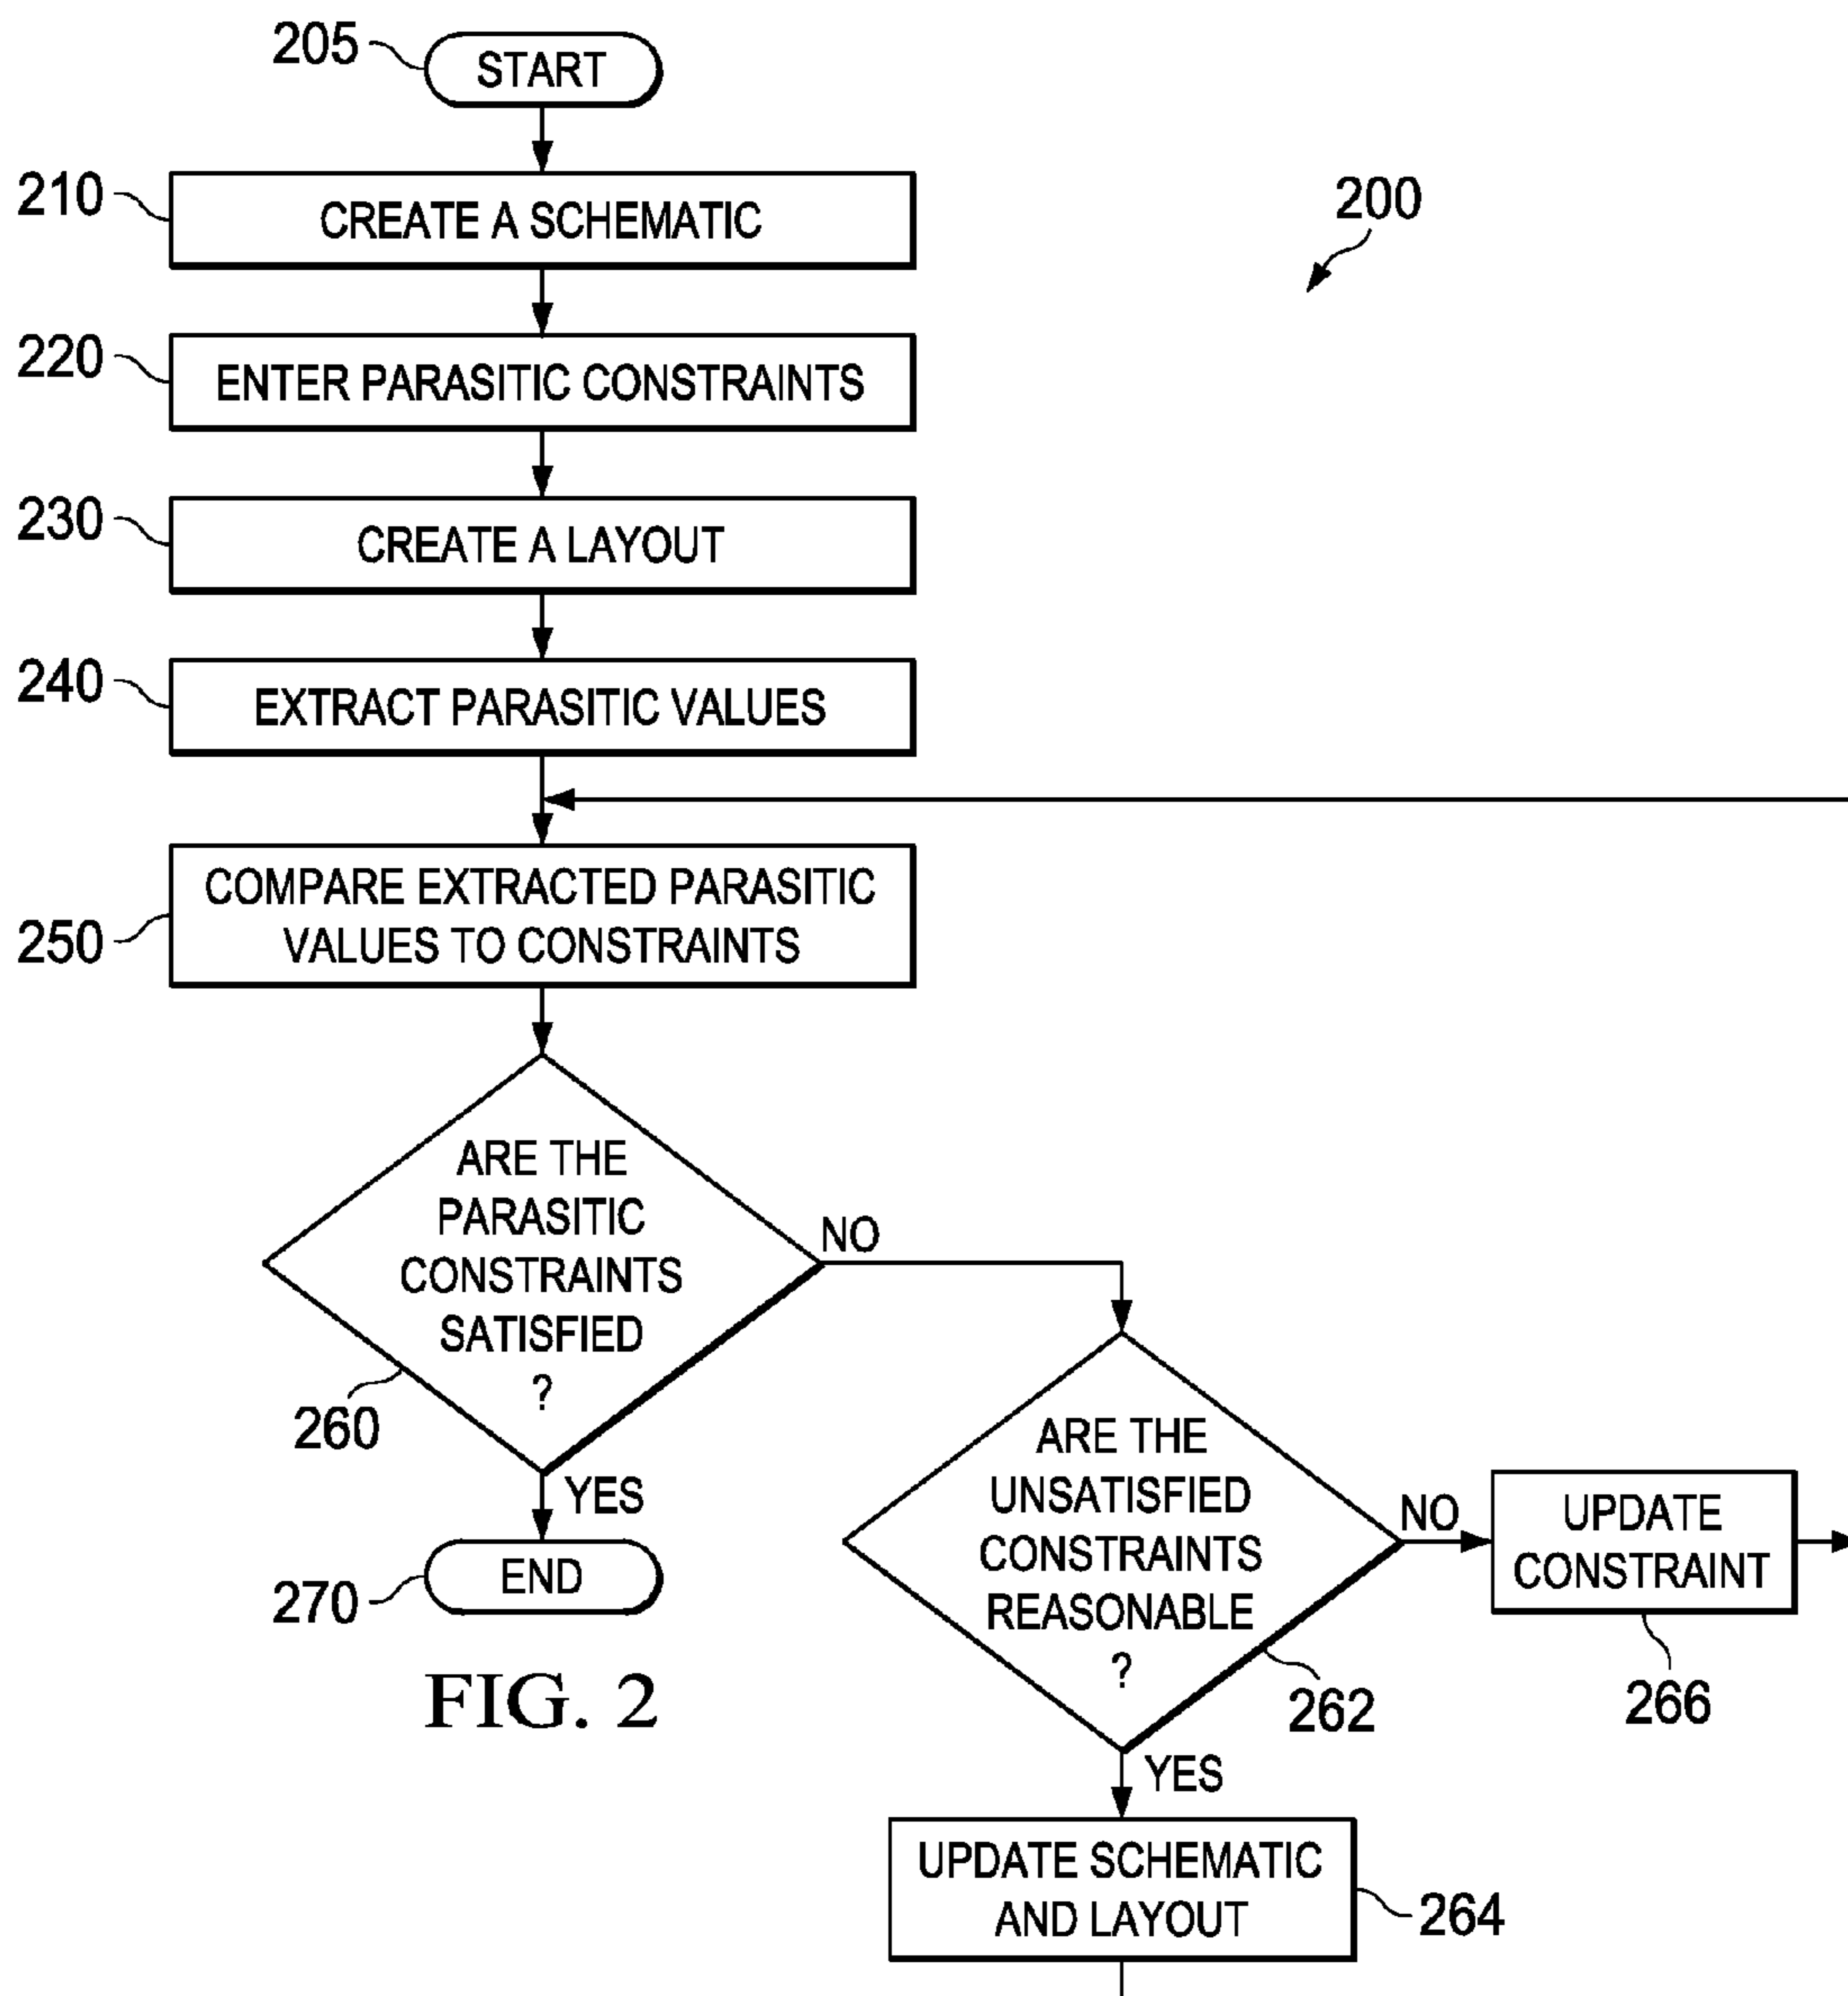 205
START
210
CREATE A SCHEMATIC
200
220
ENTER PARASITIC CONSTRAINTS
230
CREATE A LAYOUT
240
EXTRACT PARASITIC VALUES
250
COMPARE EXTRACTED PARASITIC
VALUES TO CONSTRAINTS
ARE THE
PARASITIC
CONSTRAINTS
SATISFIED
?
260
NO
YES
270
END
ARE THE
UNSATISFIED
CONSTRAINTS
REASONABLE
?
262
NO
UPDATE
CONSTRAINT
266
YES
UPDATE SCHEMATIC
AND LAYOUT
264
FIG. 2